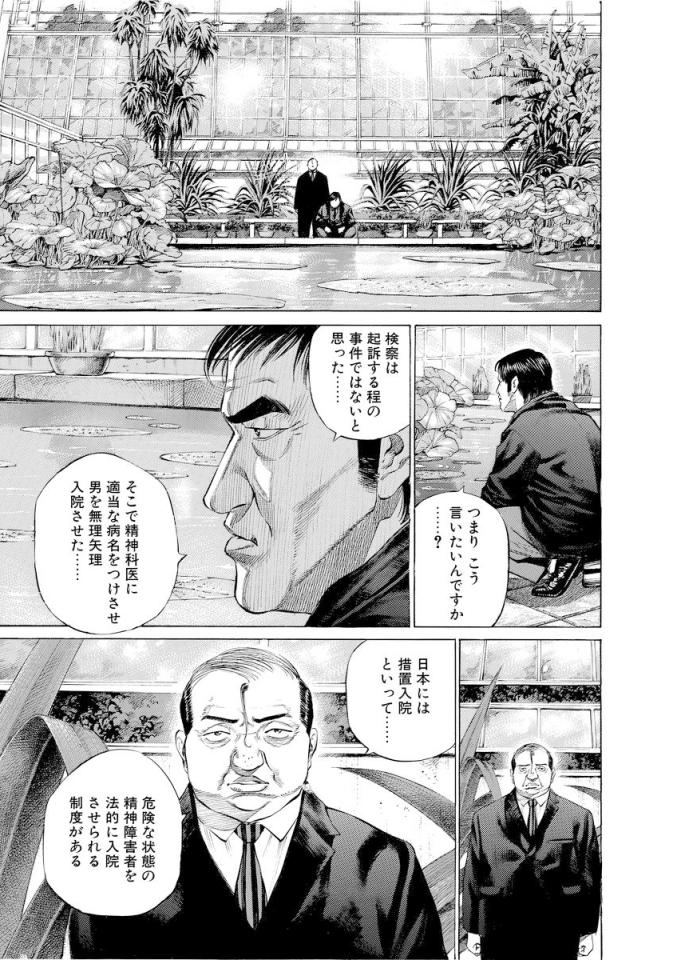 つまり こう
言いたいんですか
……？
検察は
起訴する程の
事件ではないと
思った……
そこで精神科医に
適当な病名をつけさせ
男を無理矢理
入院させた……
日本には
措置入院
といって……
危険な状態の
精神障害者を
法的に入院
させられる
制度がある